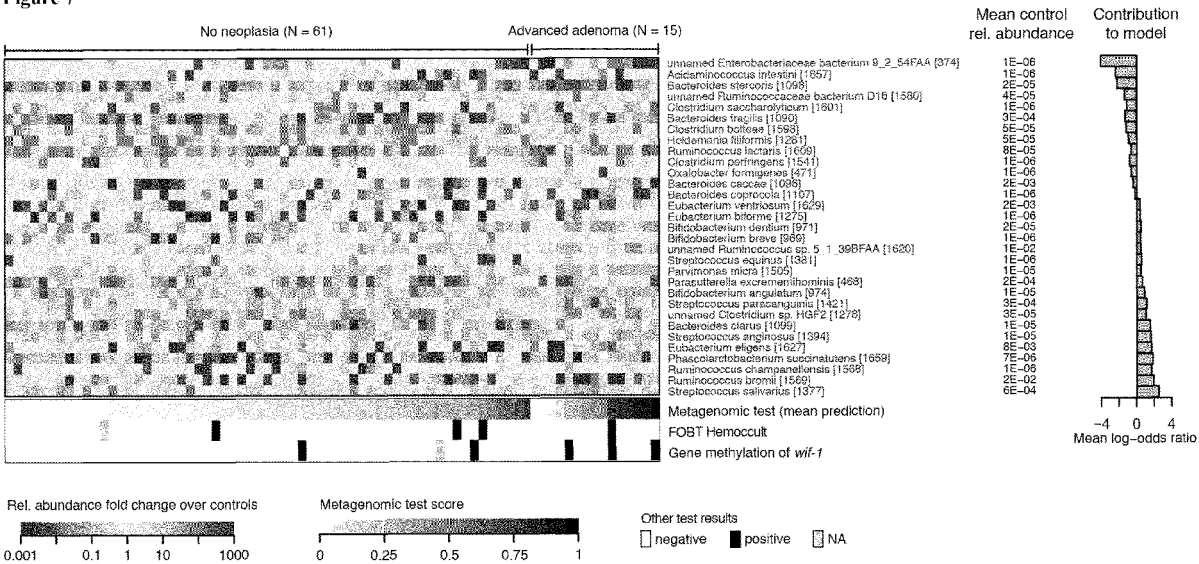 Figure 7
Mean control Contribution
No neoplasia (N = 61) Advanced adenoma (N = 15) rel. abundance to model
unnamed Enterobacteriaceae bacterium 9_2_54FAA [374] 1E−06
Acidaminococcus intestini [1657] 1E−06
Bacteroides stercoris [1098] 2E−05
unnamed Ruminococcaceae bacterium D16 [1580] 4E−05
Clostridium saccharolyticum [1601] 1E−06
Bacteroides fragilis [1090] 3E−04
Clostridium bolteae [1598] 5E−05
Holdemania filiformis [1281] 5E−05
Ruminococcus lactaris [1609] 8E−05
Clostridium perfringens [1541] 1E−06
Oxalobacter formigenes [471] 1E−06
Bacteroides caccae [1096] 2E−03
Bacteroides coprocola [1107] 1E−06
Eubacterium ventriosum [1629] 2E−03
Eubacterium biforme [1275] 1E−06
Bifidobacterium dentium [971] 2E−05
Bifidobacterium breve [969] 1E−06
unnamed Ruminococcus sp. 5_1_39BFAA [1620] 1E−02
Streptococcus equinus [1381] 1E−06
Parvimonas micra [1505] 1E−05
Parasutterella excrementihominis [468] 2E−04
Bifidobacterium angulatum [974] 1E−05
Streptococcus parasanguinis [1421] 3E−04
unnamed Clostridium sp. HGF2 [1278] 3E−05
Bacteroides clarus [1099] 1E−05
Streptococcus anginosus [1394] 1E−05
Eubacterium eligens [1627] 8E−03
Phascolarctobacterium succinatutens [1659] 7E−06
Ruminococcus champanellensis [1568] 1E−06
Ruminococcus bromii [1569] 2E−02
Streptococcus salivarius [1377] 6E−04
Metagenomic test (mean prediction)
FOBT Hemoccult −4 0 4
Gene methylation of wif-1 Mean log−odds ratio
Rel. abundance fold change over controls Metagenomic test score
Other test results
negative positive NA
0.001 0.1 1 10 1000 0 0.25 0.5 0.75 1